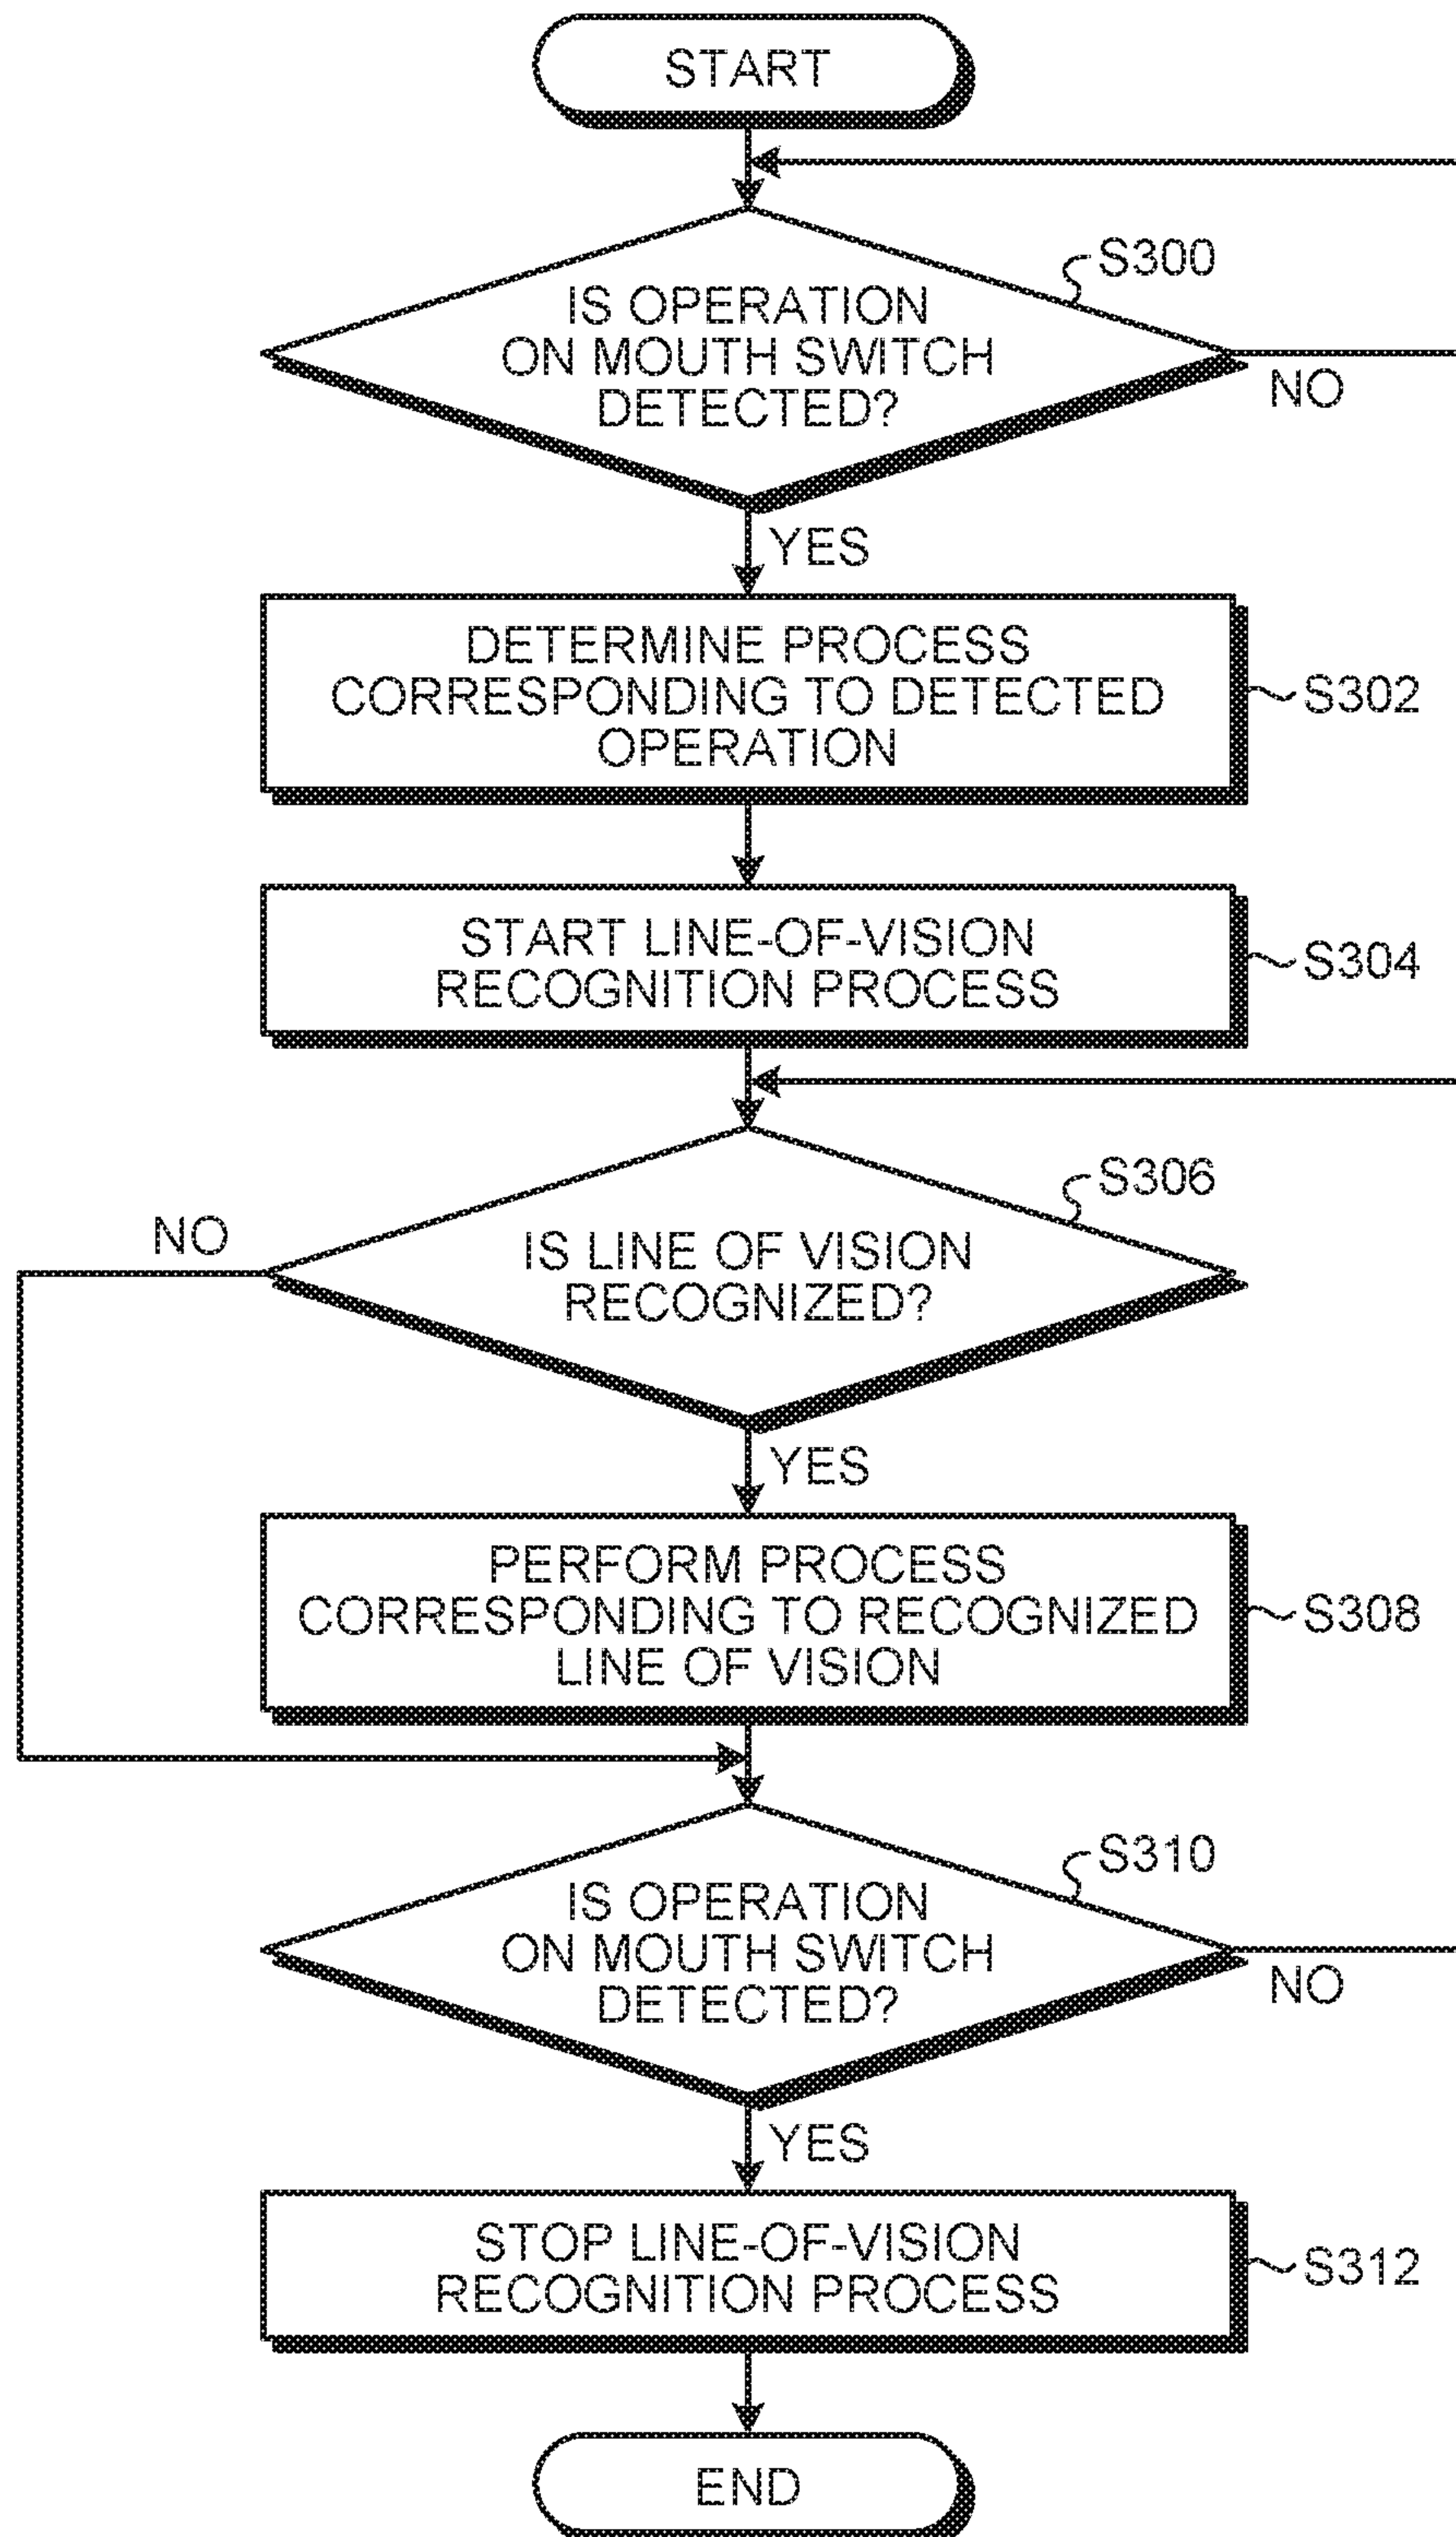 START
S300
IS OPERATION
ON MOUTH SWITCH
DETECTED?
NO
YES
DETERMINE PROCESS
CORRESPONDING TO DETECTED
OPERATION
S302
START LINE-OF-VISION
RECOGNITION PROCESS
S304
S306
NO
IS LINE OF VISION
RECOGNIZED?
YES
PERFORM PROCESS
CORRESPONDING TO RECOGNIZED
LINE OF VISION
S308
S310
IS OPERATION
ON MOUTH SWITCH
DETECTED?
NO
YES
STOP LINE-OF-VISION
RECOGNITION PROCESS
S312
END